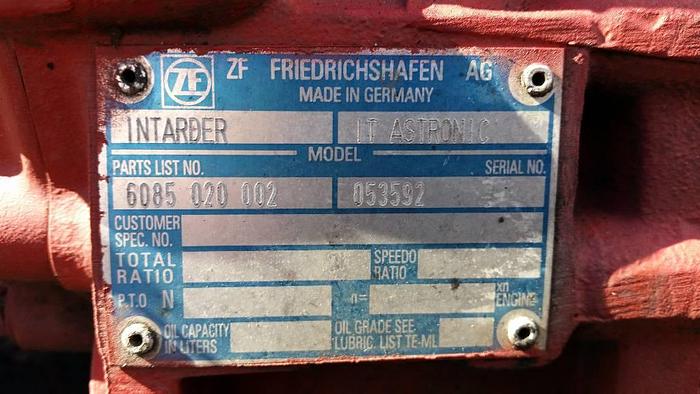 ZF ZF FRIEDRICHSHAFEN AG
MADE IN GERMANY
INTARDER IT ASTRONIC
MODEL
PARTS LIST NO. SERIAL NO.
6085 020 002 053592
CUSTOMER
SPEC. NO.
TOTAL SPEEDO
RATIO RATIO
P.T.O N n= xn
ENGINE
OIL CAPACITY OIL GRADE SEE
IN LITERS LUBRIC. LIST TE-ML